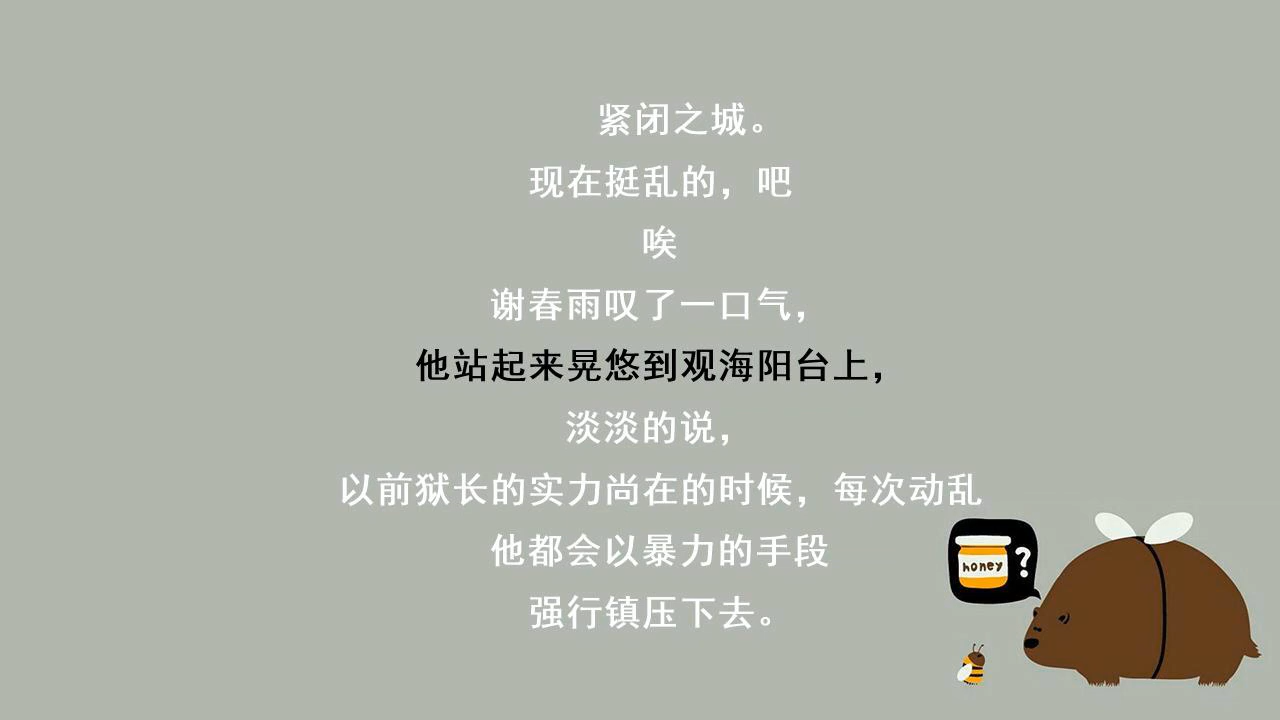 紧闭之城。
现在挺乱的，吧
唉
谢春雨叹了一口气，
他站起来晃悠到观海阳台上，
淡淡的说，
以前狱长的实力尚在的时候，每次动乱
他都会以暴力的手段
强行镇压下去。
honey
?